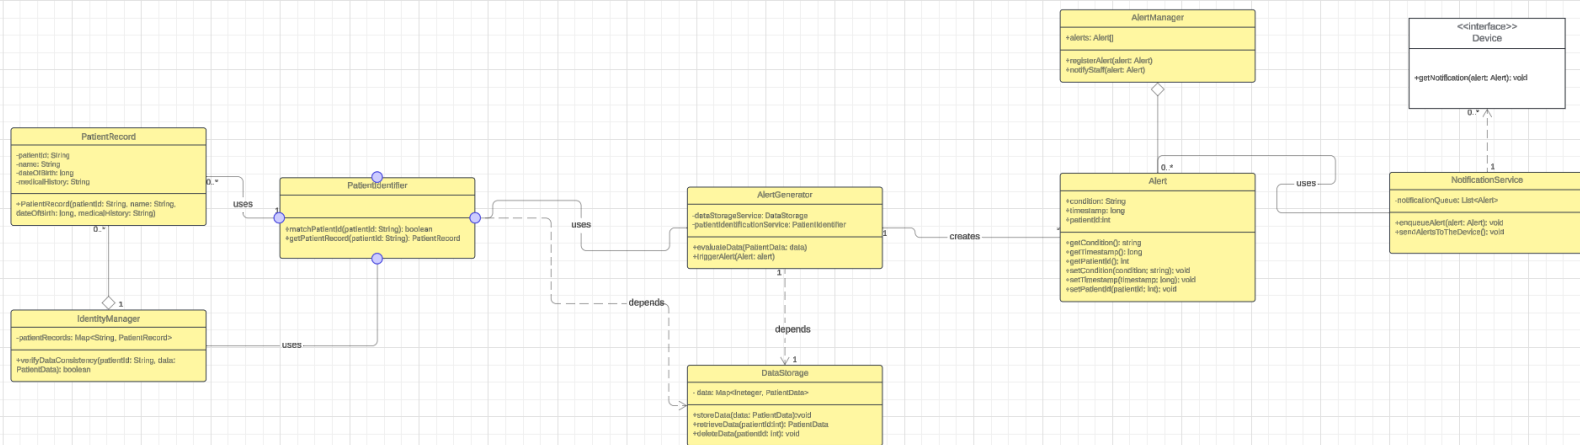 AlertManager
+alerts: Alert[]
+registerAlert(alert: Alert)
+notifyStaff(alert: Alert)
<<interface>>
Device
+getNotification(alert: Alert): void
0..*
1
NotificationService
-notificationQueue: List<Alert>
+enqueueAlert(alert: Alert): void
+sendAlertsToTheDevice(): void
PatientRecord
-patientId: String
-name: String
-dateOfBirth: long
-medicalHistory: String
+PatientRecord(patientId: String, name: String,
dateOfBirth: long, medicalHistory: String)
0..*
uses
1
0..*
1
PatientIdentifier
+matchPatientId(patientId: String): boolean
+getPatientRecord(patientId: String): PatientRecord
uses
depends
AlertGenerator
-dataStorageService: DataStorage
-patientIdentificationService: PatientIdentifier
+evaluateData(PatientData: data)
+triggerAlert(Alert: alert)
1
creates
*
1
depends
1
0..*
Alert
+condition: String
+timestamp: long
+patientId:int
+getCondition(): string
+getTimestamp(): long
+getPatientId(): int
+setCondition(condition: string): void
+setTimestamp(timestamp: long): void
+setPatientId(patientId: int): void
uses
IdentityManager
-patientRecords: Map<String, PatientRecord>
+verifyDataConsistency(patientId: String, data:
PatientData): boolean
uses
DataStorage
- data: Map<Ineteger, PatientData>
+storeData(data: PatientData):void
+retrieveData(patientId:int): PatientData
+deleteData(patientId: int): void